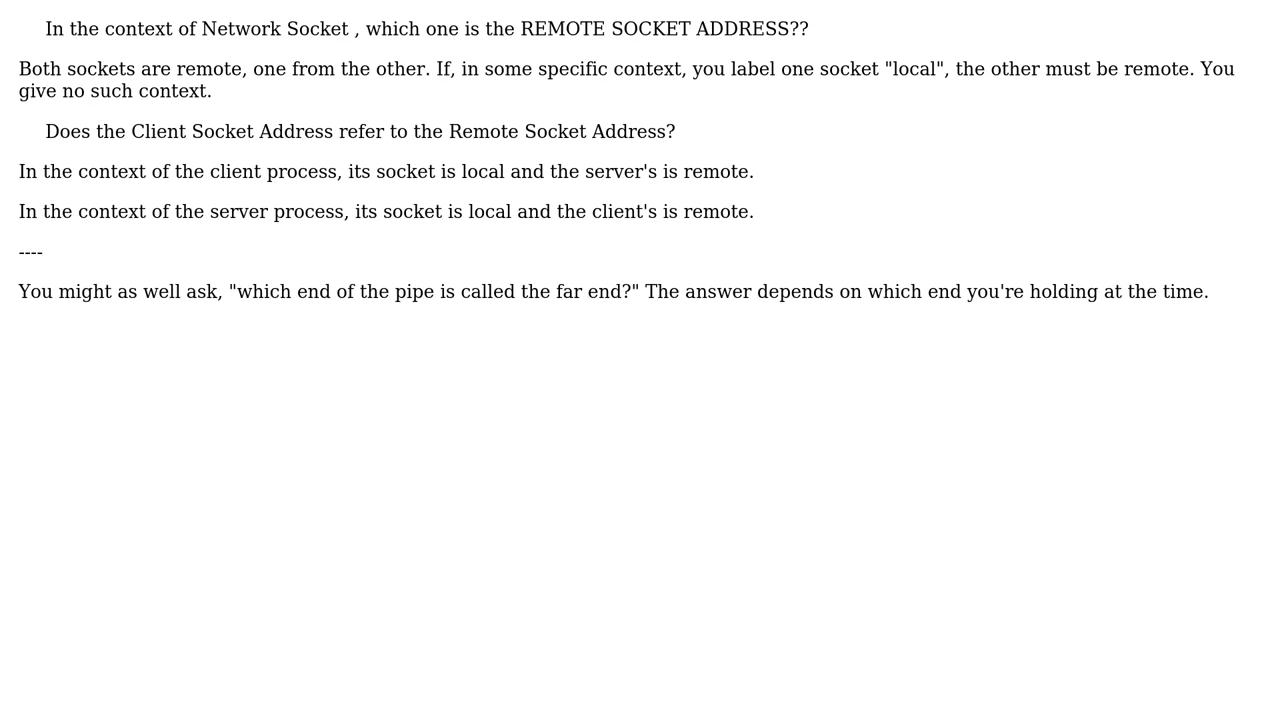 In the context of Network Socket , which one is the REMOTE SOCKET ADDRESS??
Both sockets are remote, one from the other. If, in some specific context, you label one socket "local", the other must be remote. You
give no such context.
Does the Client Socket Address refer to the Remote Socket Address?
In the context of the client process, its socket is local and the server's is remote.
In the context of the server process, its socket is local and the client's is remote.
----
You might as well ask, "which end of the pipe is called the far end?" The answer depends on which end you're holding at the time.